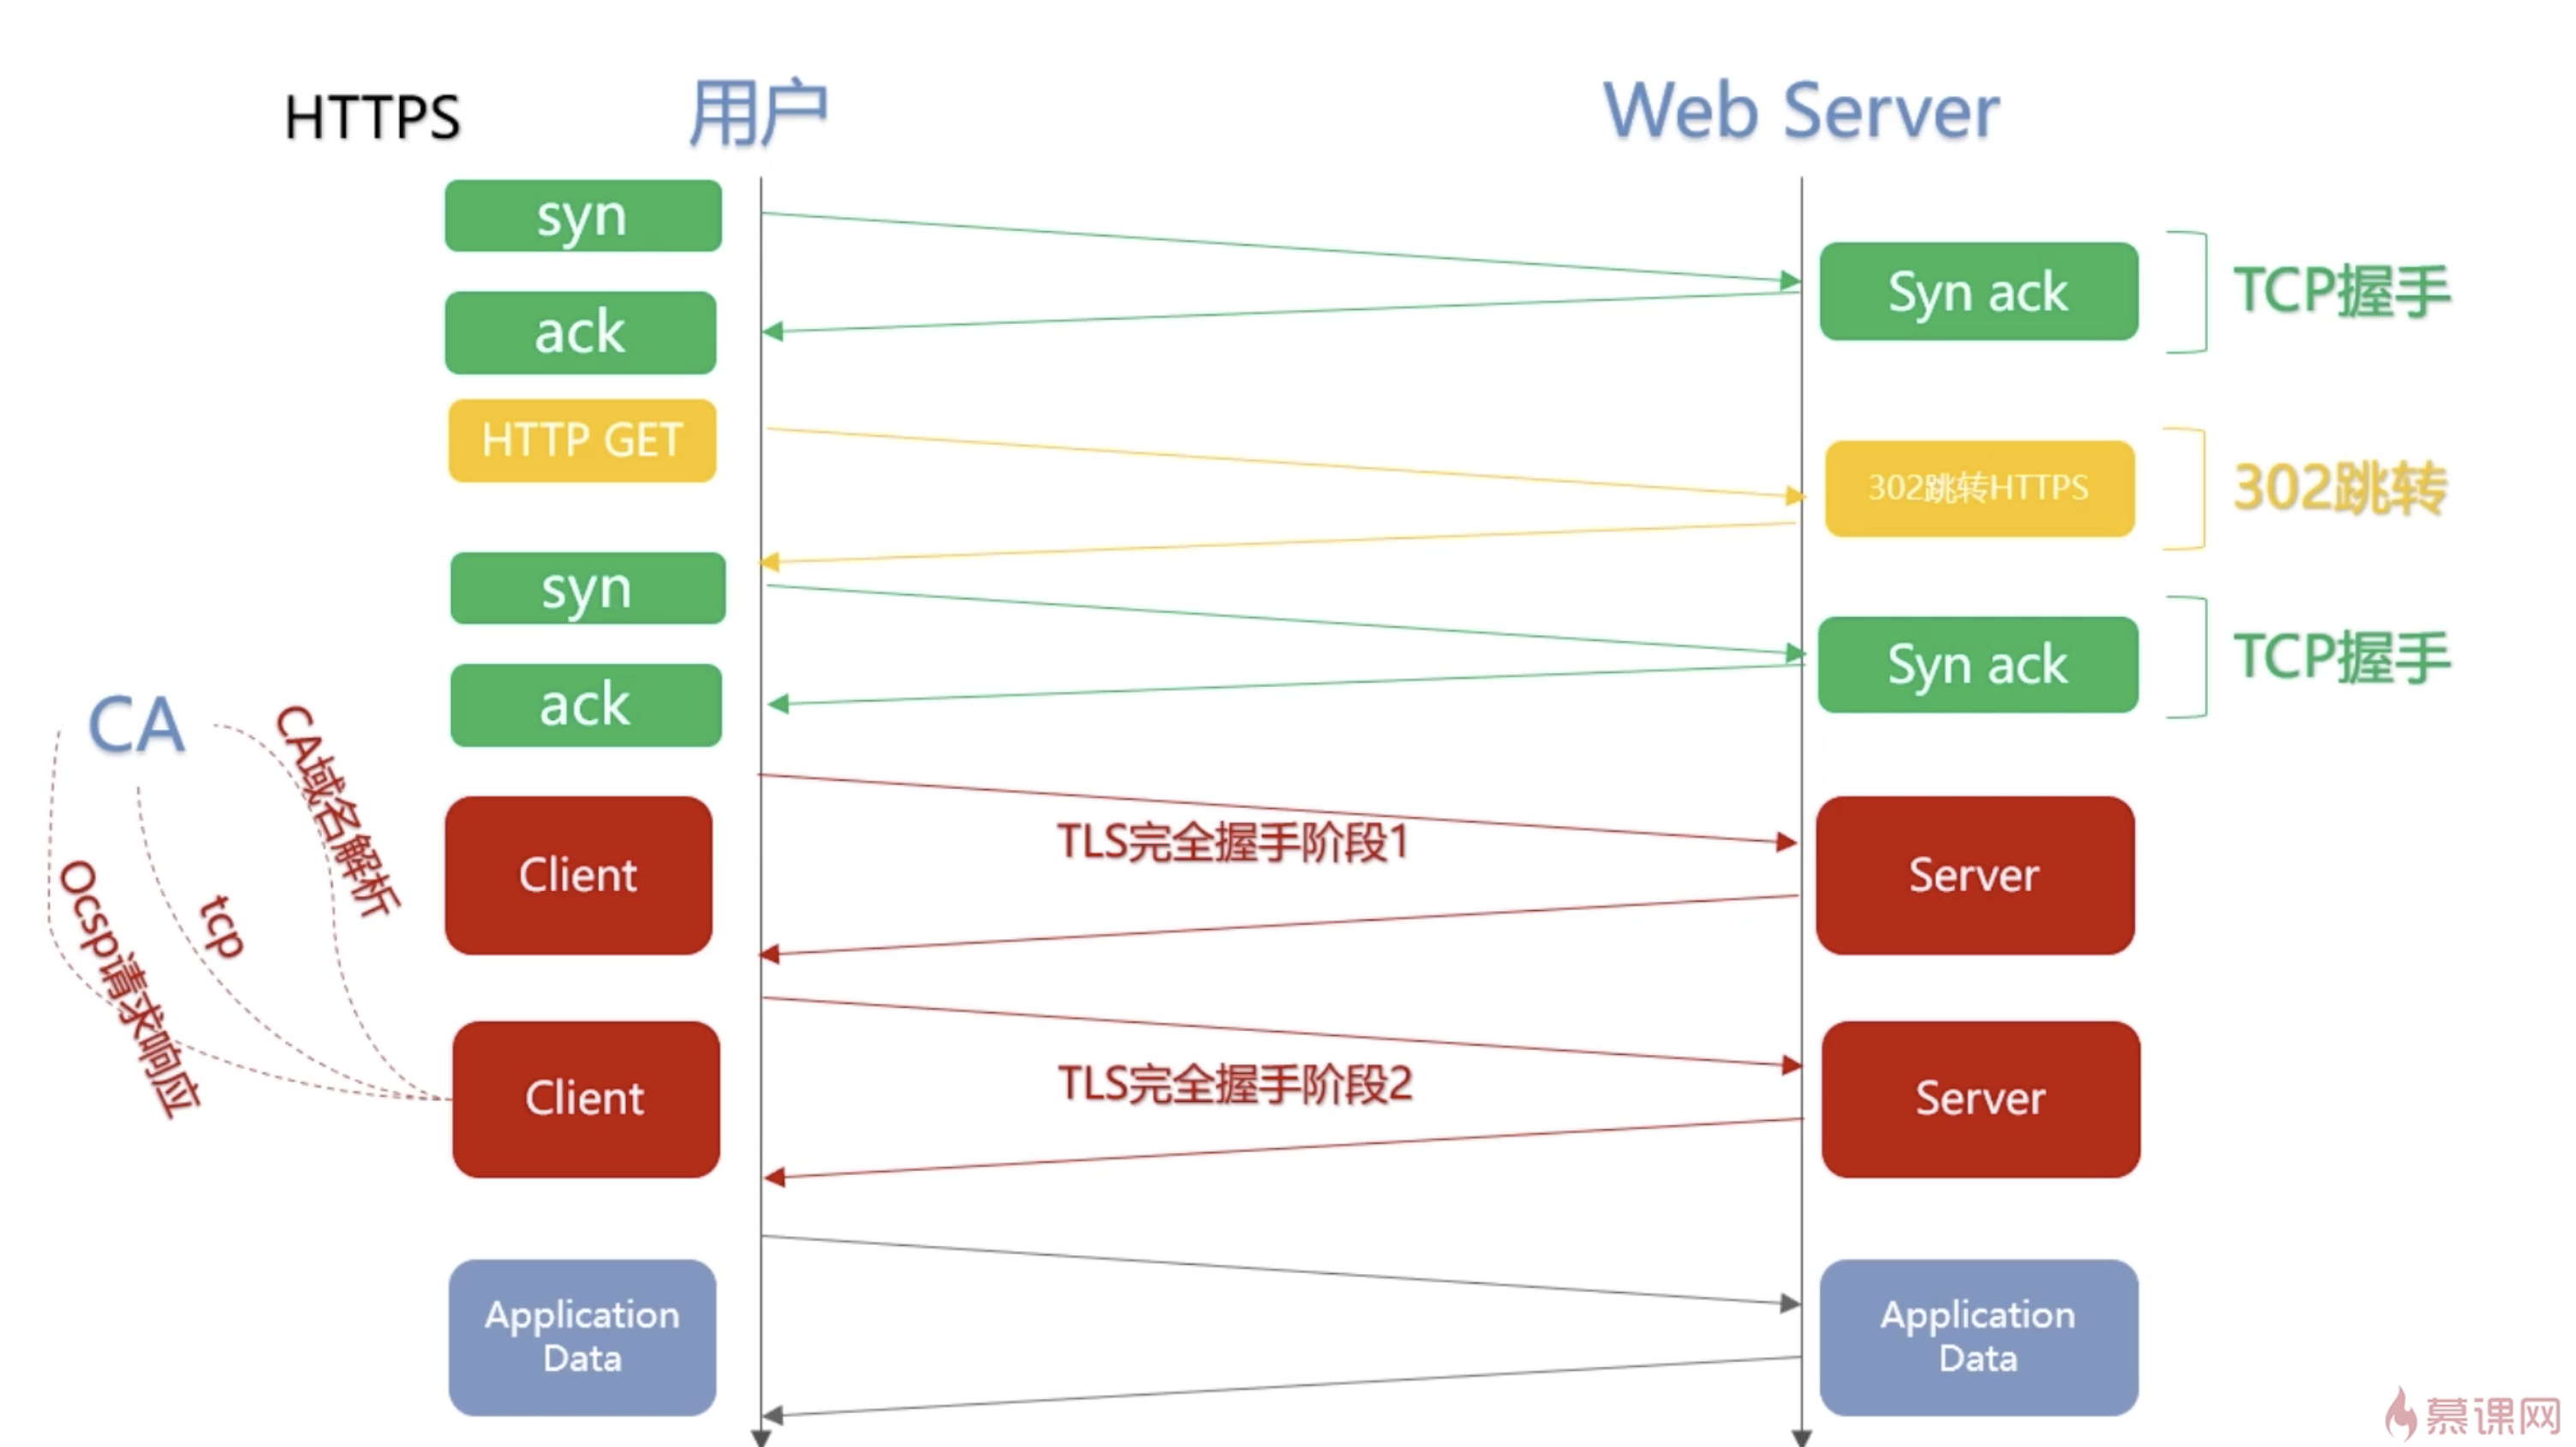 HTTPS
用户
Web Server
syn
Syn ack
TCP握手
ack
HTTP GET
302跳转HTTPS
302跳转
syn
Syn ack
TCP握手
ack
CA
CA域名解析
tcp
Ocsp请求响应
Client
TLS完全握手阶段1
Server
Client
TLS完全握手阶段2
Server
Application
Data
Application
Data
慕课网